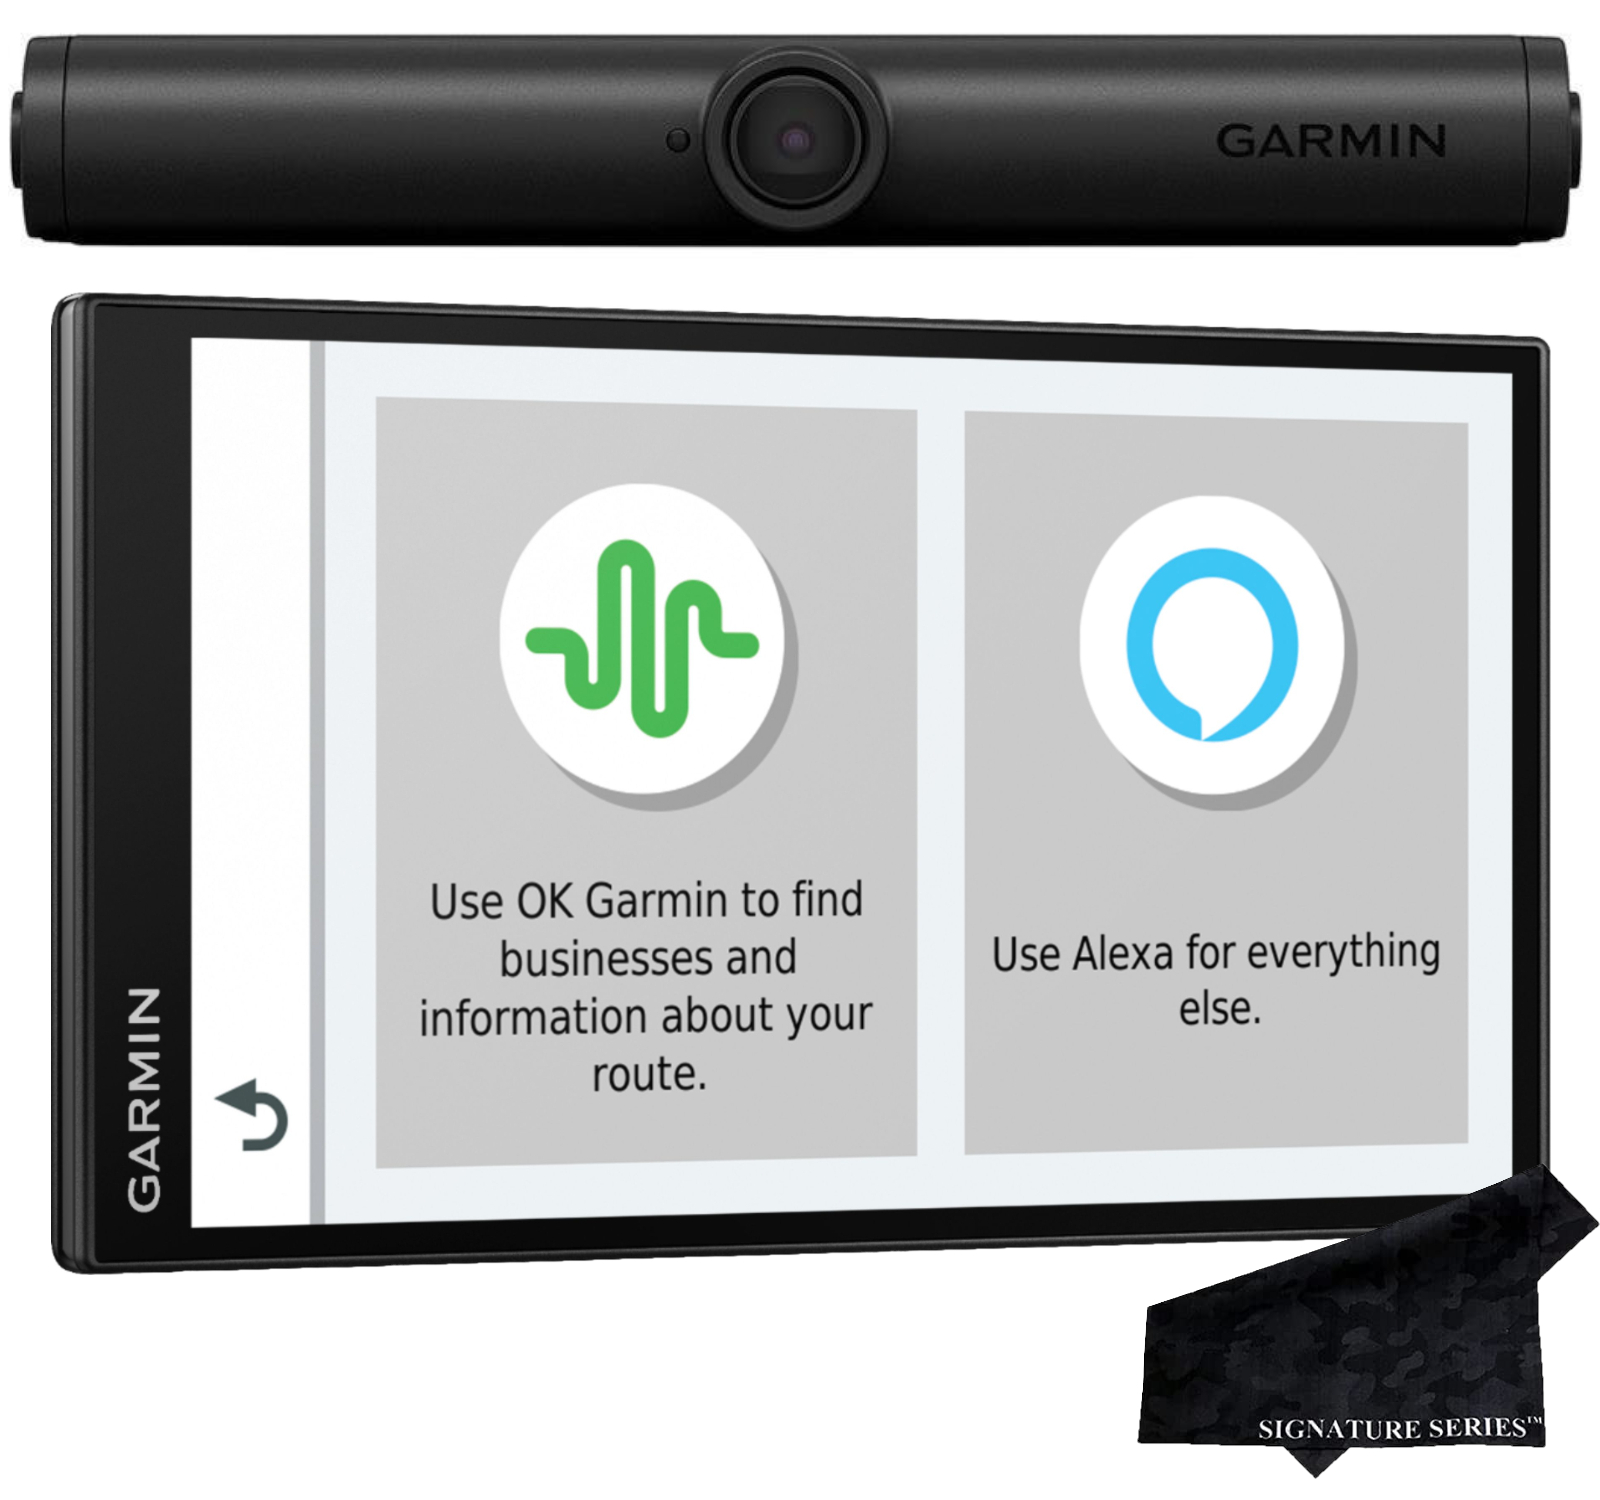 GARMIN
Use OK Garmin to find
businesses and
information about your
route.
Use Alexa for everything
else.
GARMIN
SIGNATURE SERIES™